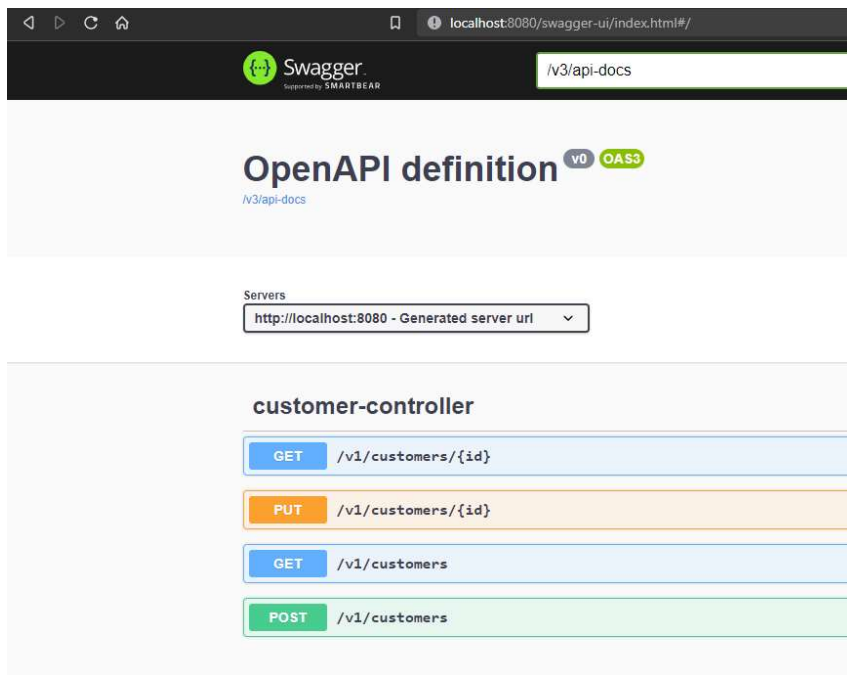 localhost:8080/swagger-ui/index.html#/
{···} Swagger.
Supported by SMARTBEAR
/v3/api-docs
OpenAPI definition v0 OAS3
/v3/api-docs
Servers
http://localhost:8080 - Generated server url
customer-controller
GET /v1/customers/{id}
PUT /v1/customers/{id}
GET /v1/customers
POST /v1/customers